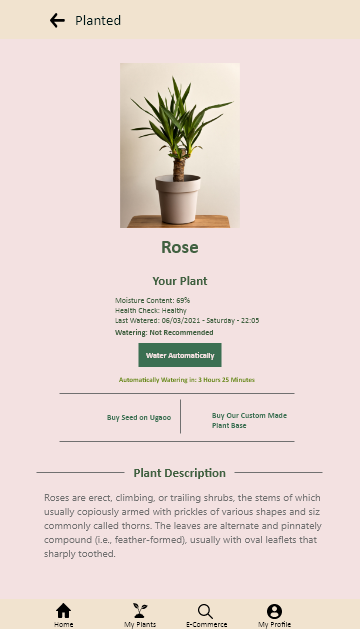 Planted
Rose
Your Plant
Moisture Content: 69%
Health Check: Healthy
Last Watered: 06/03/2021 - Saturday - 22:05
Watering: Not Recommended
Water Automatically
Automatically Watering in: 3 Hours 25 Minutes
Buy Seed on Ugaoo
Buy Our Custom Made
Plant Base
Plant Description
Roses are erect, climbing, or trailing shrubs, the stems of which
usually copiously armed with prickles of various shapes and siz
commonly called thorns. The leaves are alternate and pinnately
compound (i.e., feather-formed), usually with oval leaflets that
sharply toothed.
Home
My Plants
E-Commerce
My Profile